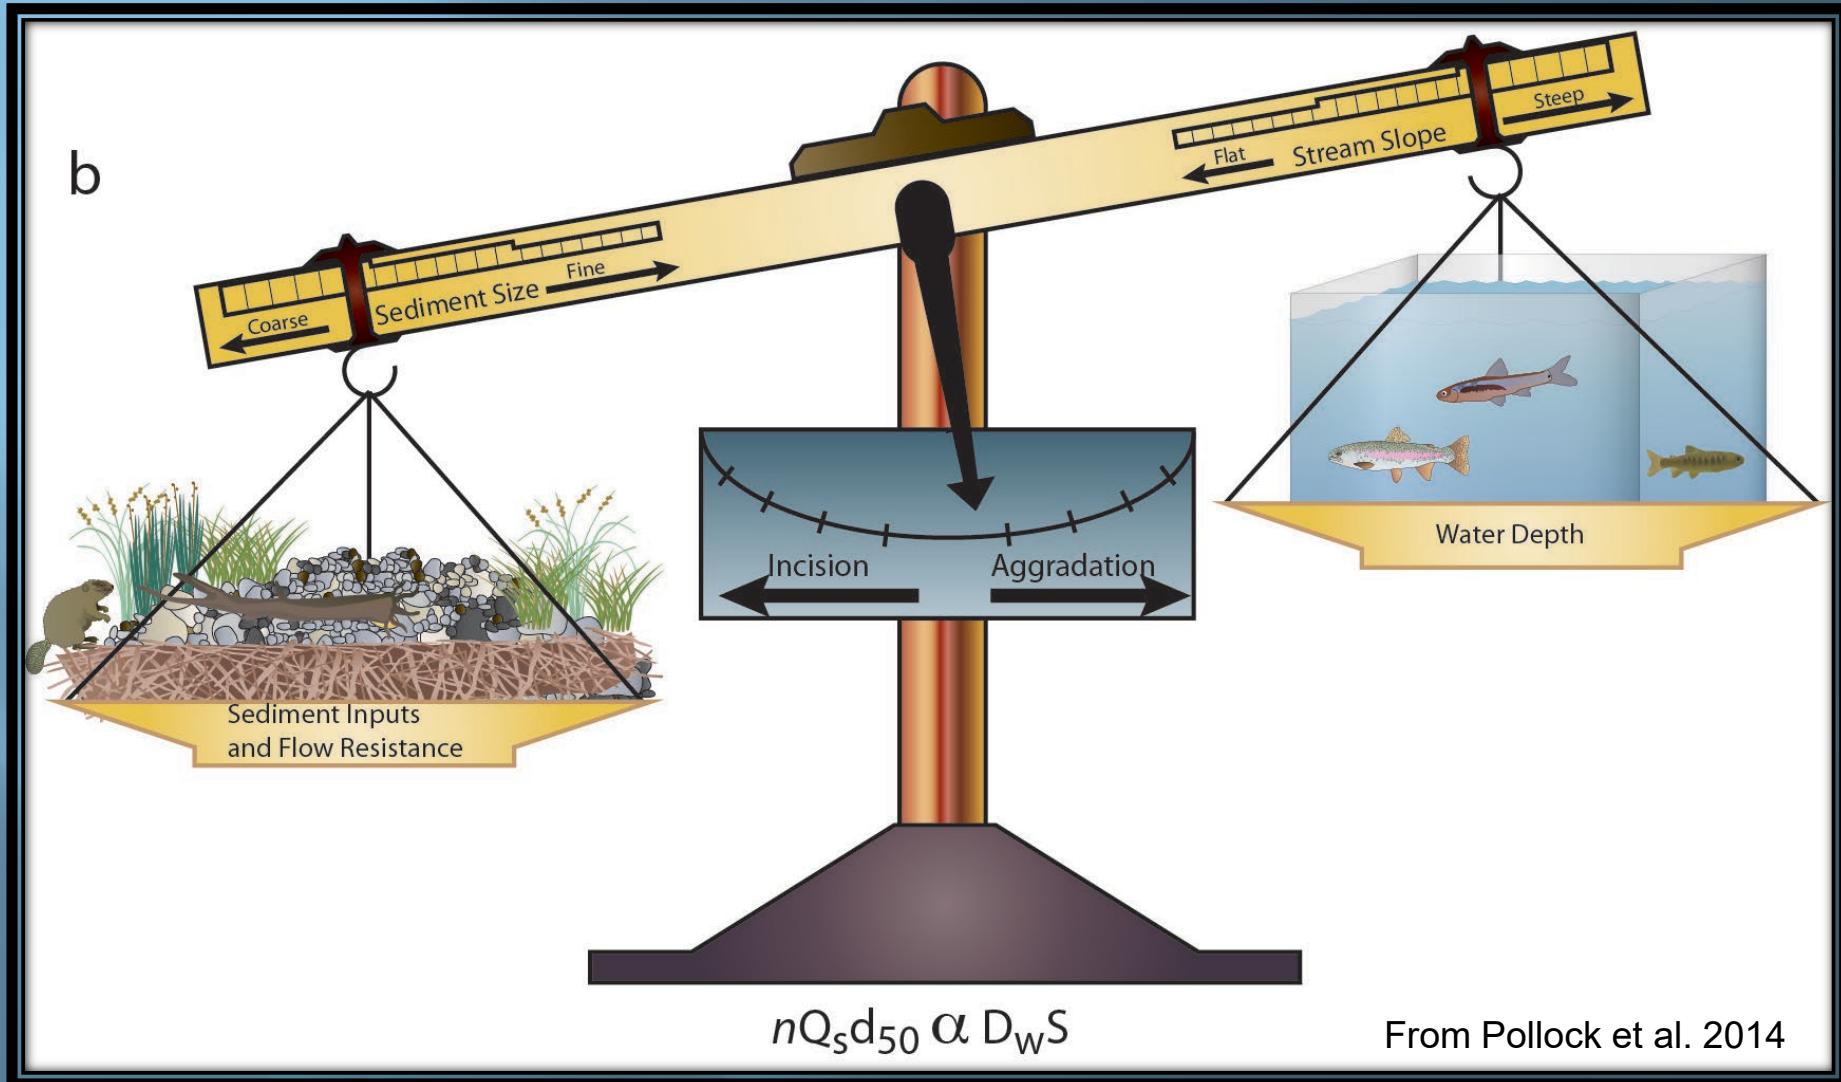 b
Steep
Flat
Stream Slope
Fine
Sediment Size
Coarse
Water Depth
Incision
Aggradation
Sediment Inputs
and Flow Resistance
nQsd50 α DwS
From Pollock et al. 2014